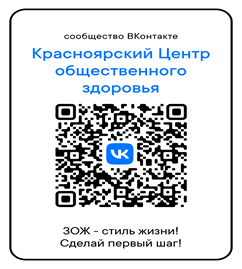 сообщество ВКонтакте
Красноярский Центр
общественного
здоровья
ЗОЖ - стиль жизни!
Сделай первый шаг!